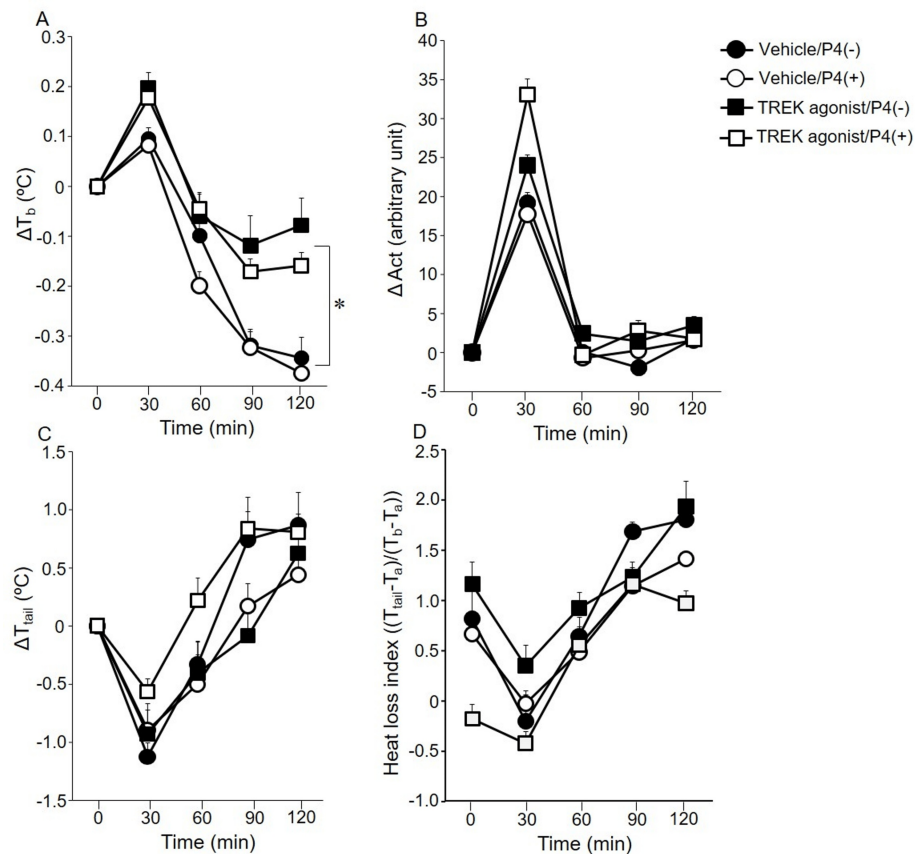 A
0.3
0.2
0.1
0
-0.1
-0.2
-0.3
-0.4
ΔTb (ºC)
*
0 30 60 90 120
Time (min)
B
40
35
30
25
20
15
10
5
0
-5
Δ Act (arbitrary unit)
0 30 60 90 120
Time (min)
Vehicle/P4(-)
Vehicle/P4(+)
TREK agonist/P4(-)
TREK agonist/P4(+)
C
1.5
1.0
0.5
0
-0.5
-1.0
-1.5
ΔTtail (ºC)
0 30 60 90 120
Time (min)
D
2.5
2.0
1.5
1.0
0.5
0
-0.5
-1.0
Heat loss index ((Ttail-Ta)/(Tb-Ta))
0 30 60 90 120
Time (min)